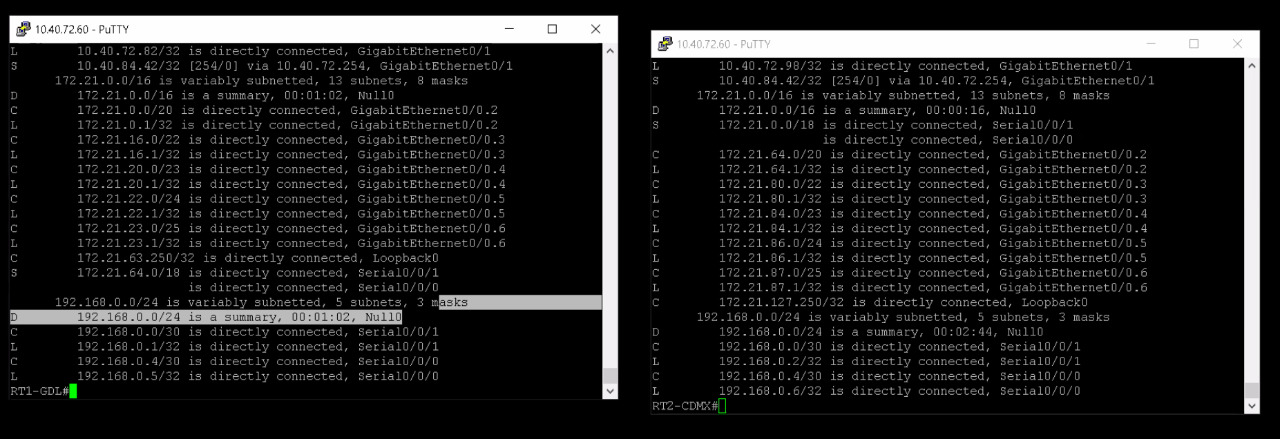 10.40.72.60 - PuTTY
L 10.40.72.82/32 is directly connected, GigabitEthernet0/1
S 10.40.84.42/32 [254/0] via 10.40.72.254, GigabitEthernet0/1
172.21.0.0/16 is variably subnetted, 13 subnets, 8 masks
D 172.21.0.0/16 is a summary, 00:01:02, Null0
C 172.21.0.0/20 is directly connected, GigabitEthernet0/0.2
L 172.21.0.1/32 is directly connected, GigabitEthernet0/0.2
C 172.21.16.0/22 is directly connected, GigabitEthernet0/0.3
L 172.21.16.1/32 is directly connected, GigabitEthernet0/0.3
C 172.21.20.0/23 is directly connected, GigabitEthernet0/0.4
L 172.21.20.1/32 is directly connected, GigabitEthernet0/0.4
C 172.21.22.0/24 is directly connected, GigabitEthernet0/0.5
L 172.21.22.1/32 is directly connected, GigabitEthernet0/0.5
C 172.21.23.0/25 is directly connected, GigabitEthernet0/0.6
L 172.21.23.1/32 is directly connected, GigabitEthernet0/0.6
C 172.21.63.250/32 is directly connected, Loopback0
S 172.21.64.0/18 is directly connected, Serial0/0/1
is directly connected, Serial0/0/0
192.168.0.0/24 is variably subnetted, 5 subnets, 3 masks
D 192.168.0.0/24 is a summary, 00:01:02, Null0
C 192.168.0.0/30 is directly connected, Serial0/0/1
L 192.168.0.1/32 is directly connected, Serial0/0/1
C 192.168.0.4/30 is directly connected, Serial0/0/0
L 192.168.0.5/32 is directly connected, Serial0/0/0
RT1-GDL#
10.40.72.60 - PuTTY
L 10.40.72.98/32 is directly connected, GigabitEthernet0/1
S 10.40.84.42/32 [254/0] via 10.40.72.254, GigabitEthernet0/1
172.21.0.0/16 is variably subnetted, 13 subnets, 8 masks
D 172.21.0.0/16 is a summary, 00:00:16, Null0
S 172.21.0.0/18 is directly connected, Serial0/0/1
is directly connected, Serial0/0/0
C 172.21.64.0/20 is directly connected, GigabitEthernet0/0.2
L 172.21.64.1/32 is directly connected, GigabitEthernet0/0.2
C 172.21.80.0/22 is directly connected, GigabitEthernet0/0.3
L 172.21.80.1/32 is directly connected, GigabitEthernet0/0.3
C 172.21.84.0/23 is directly connected, GigabitEthernet0/0.4
L 172.21.84.1/32 is directly connected, GigabitEthernet0/0.4
C 172.21.86.0/24 is directly connected, GigabitEthernet0/0.5
L 172.21.86.1/32 is directly connected, GigabitEthernet0/0.5
C 172.21.87.0/25 is directly connected, GigabitEthernet0/0.6
L 172.21.87.1/32 is directly connected, GigabitEthernet0/0.6
C 172.21.127.250/32 is directly connected, Loopback0
192.168.0.0/24 is variably subnetted, 5 subnets, 3 masks
D 192.168.0.0/24 is a summary, 00:02:44, Null0
C 192.168.0.0/30 is directly connected, Serial0/0/1
L 192.168.0.2/32 is directly connected, Serial0/0/1
C 192.168.0.4/30 is directly connected, Serial0/0/0
L 192.168.0.6/32 is directly connected, Serial0/0/0
RT2-CDMX#